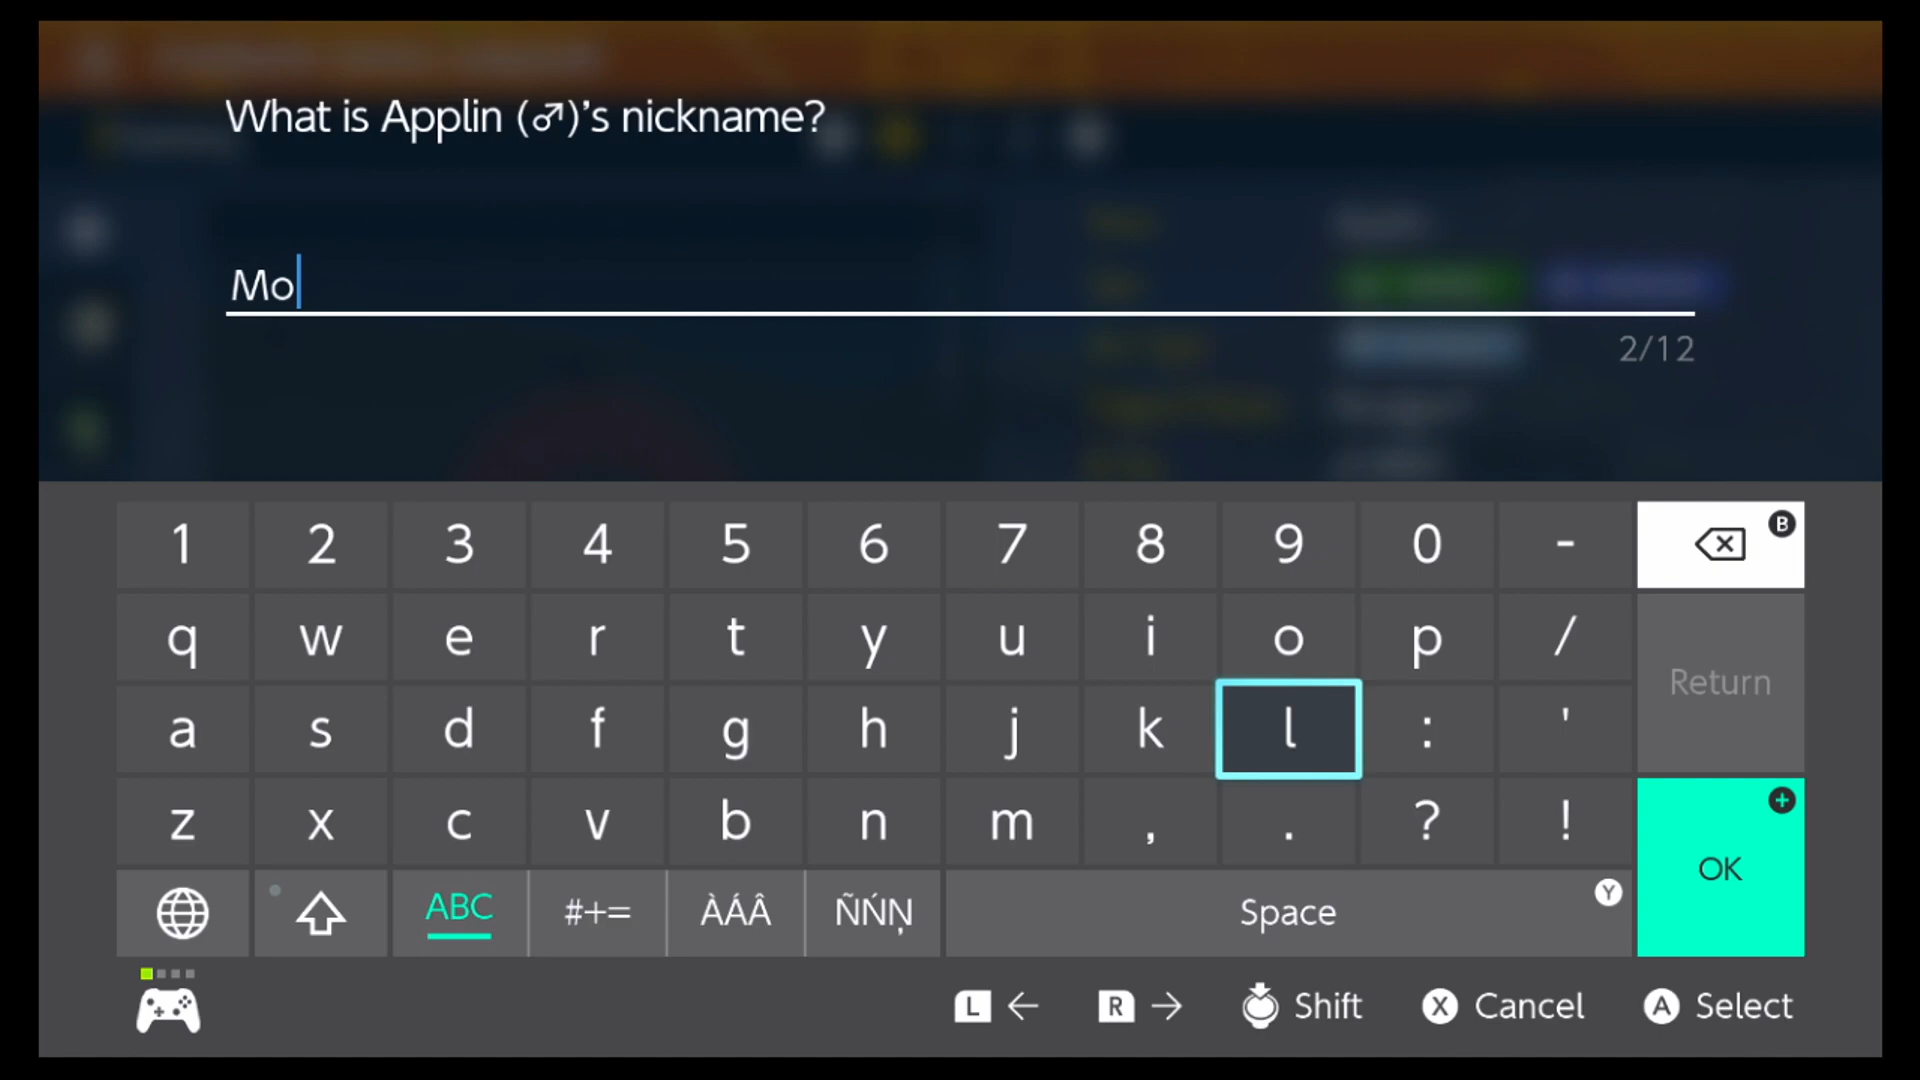 What is Applin (♂)'s nickname?
Mo
2/12
1 2 3 4 5 6 7 8 9 0 - B
q w e r t y u i o p /
Return
a s d f g h j k l : '
z x c v b n m , . ? ! +
OK
ABC #+= ÀÁÂ ÑŃŅ Space Y
L ← R → Shift X Cancel A Select